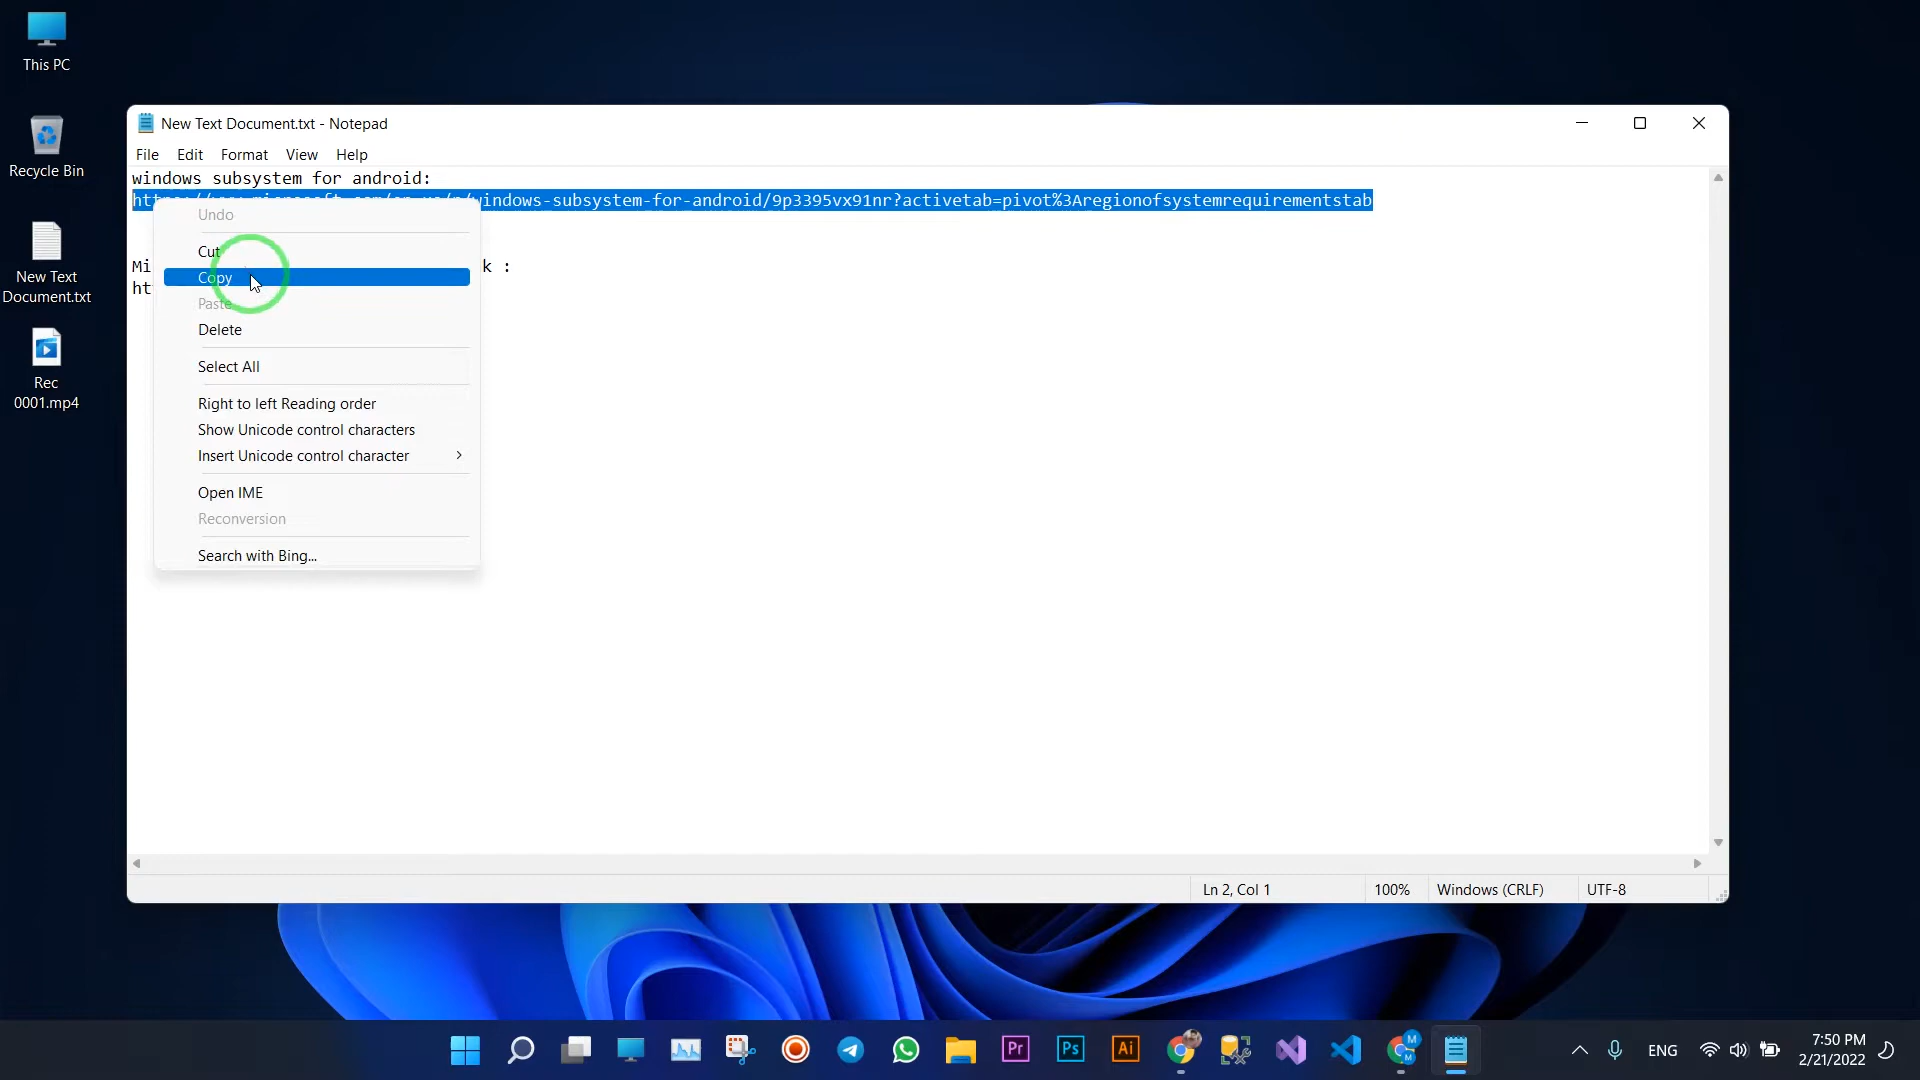 This PC
Recycle Bin
New Text
Document.txt
Rec
0001.mp4
New Text Document.txt - Notepad
File Edit Format View Help
windows subsystem for android:
windows-subsystem-for-android/9p3395vx91nr?activetab=pivot%3Aregionofsystemrequirementstab
Mi k :
ht
Undo
Cut
Copy
Paste
Delete
Select All
Right to left Reading order
Show Unicode control characters
Insert Unicode control character
Open IME
Reconversion
Search with Bing...
Ln 2, Col 1 100% Windows (CRLF) UTF-8
Pr Ps Ai M M
ENG
7:50 PM
2/21/2022